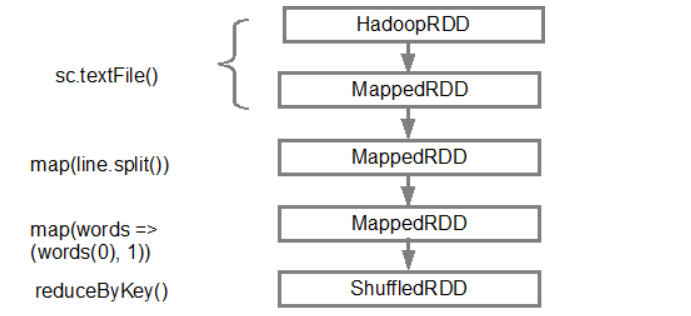 HadoopRDD
sc.textFile()
MappedRDD
map(line.split())
MappedRDD
map(words =>
(words(0), 1))
MappedRDD
reduceByKey()
ShuffledRDD